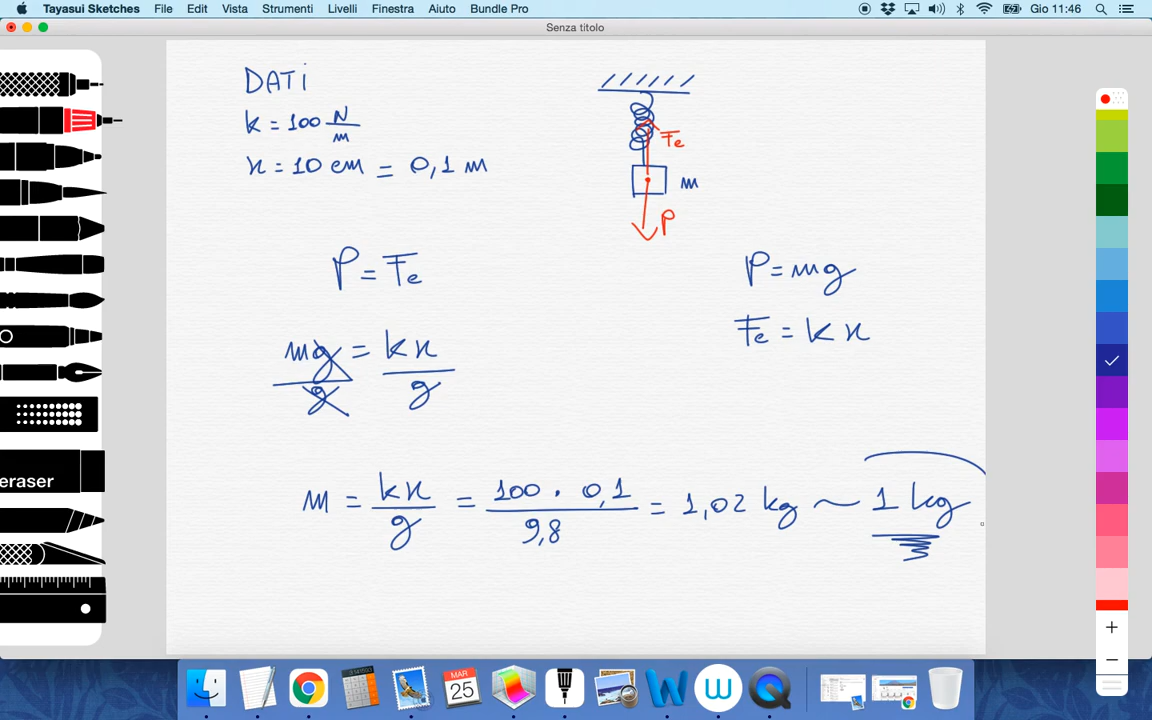 Tayasui Sketches File Edit Vista Strumenti Livelli Finestra Aiuto Bundle Pro Gio 11:46
Senza titolo
DATI
k = 100 N/m
x = 10 cm = 0,1 m
Fe
m
P
P = Fe
P = mg
Fe = k x
mg/g = k x/g
m = kx/g = 100 · 0,1/9,8 = 1,02 kg ~ 1 kg
eraser
MAR
25